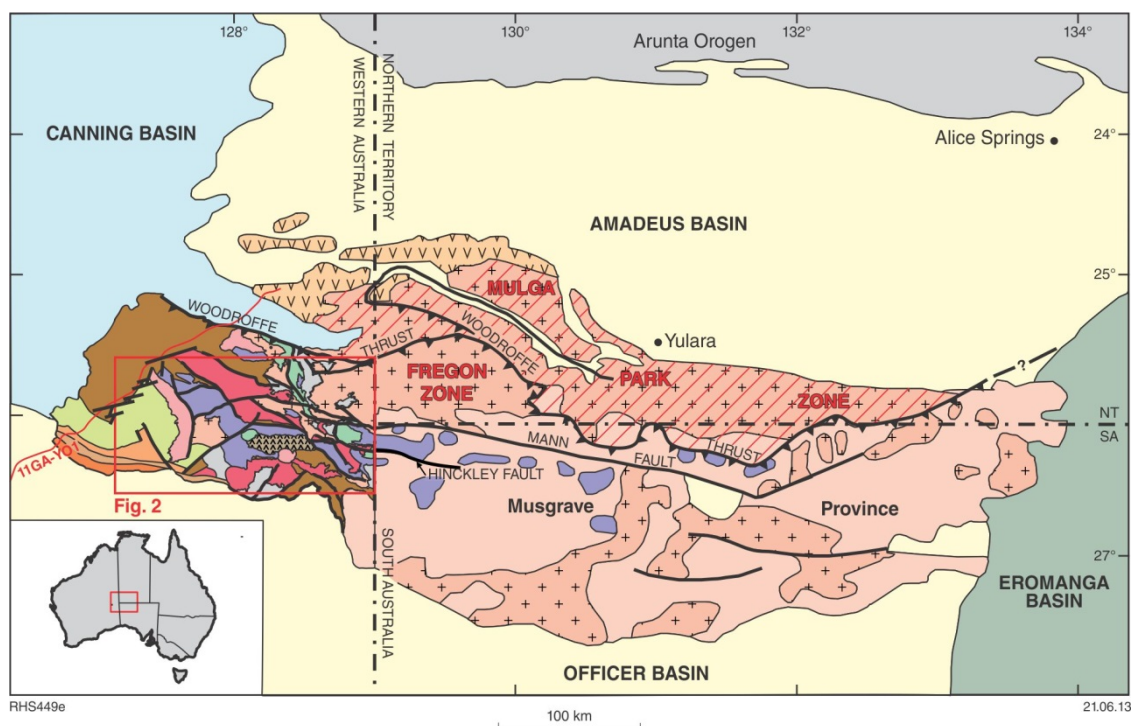 128°
130°
132°
134°
Arunta Orogen
CANNING BASIN
WESTERN AUSTRALIA
NORTHERN TERRITORY
24°
Alice Springs
AMADEUS BASIN
25°
MULGA
WOODROFFE
THRUST
WOODROFFE
Yulara
FREGON
ZONE
PARK
ZONE
?
NT
SA
MANN
FAULT
THRUST
11GA-YO1
HINCKLEY FAULT
Fig. 2
Musgrave
Province
SOUTH AUSTRALIA
27°
EROMANGA
BASIN
OFFICER BASIN
RHS449e
100 km
21.06.13